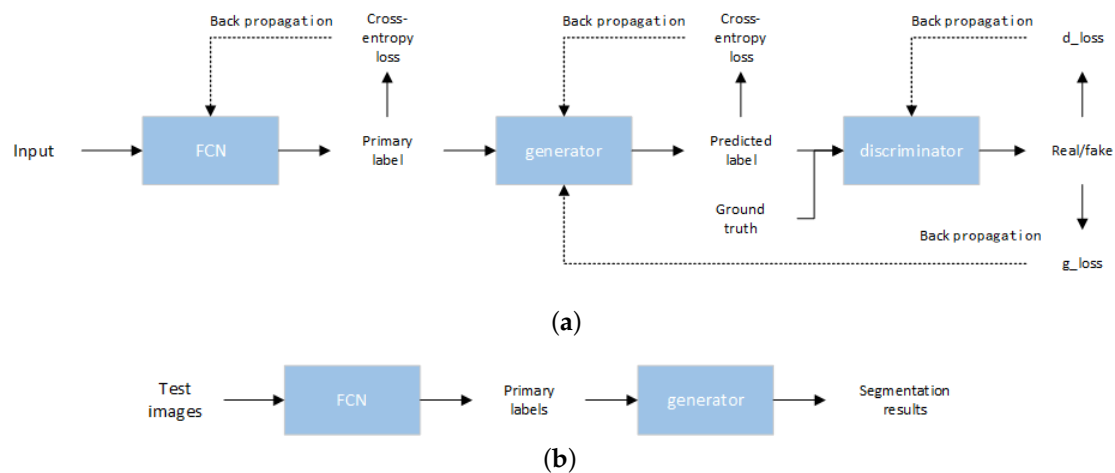 Back propagation
Cross-
entropy
loss
Back propagation
Cross-
entropy
loss
Back propagation
d_loss
Input
FCN
Primary
label
generator
Predicted
label
discriminator
Real/fake
Ground
truth
Back propagation
g_loss
(a)
Test
images
FCN
Primary
labels
generator
Segmentation
results
(b)